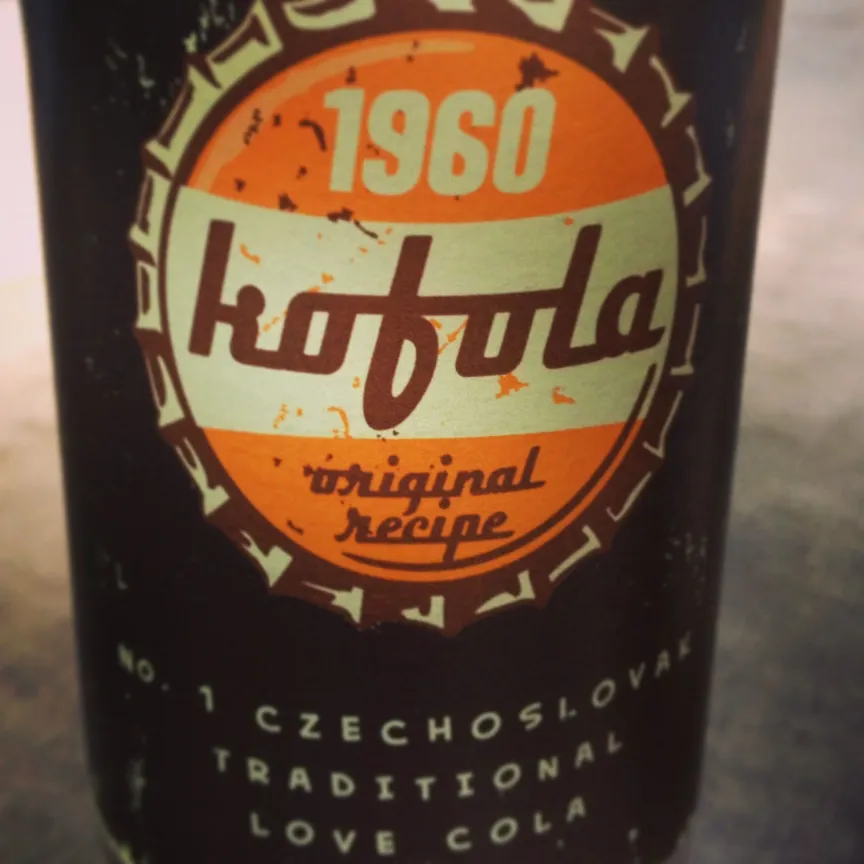 1960
kofola
original
recipe
NO. 1 CZECHOSLOVAK
TRADITIONAL
LOVE COLA